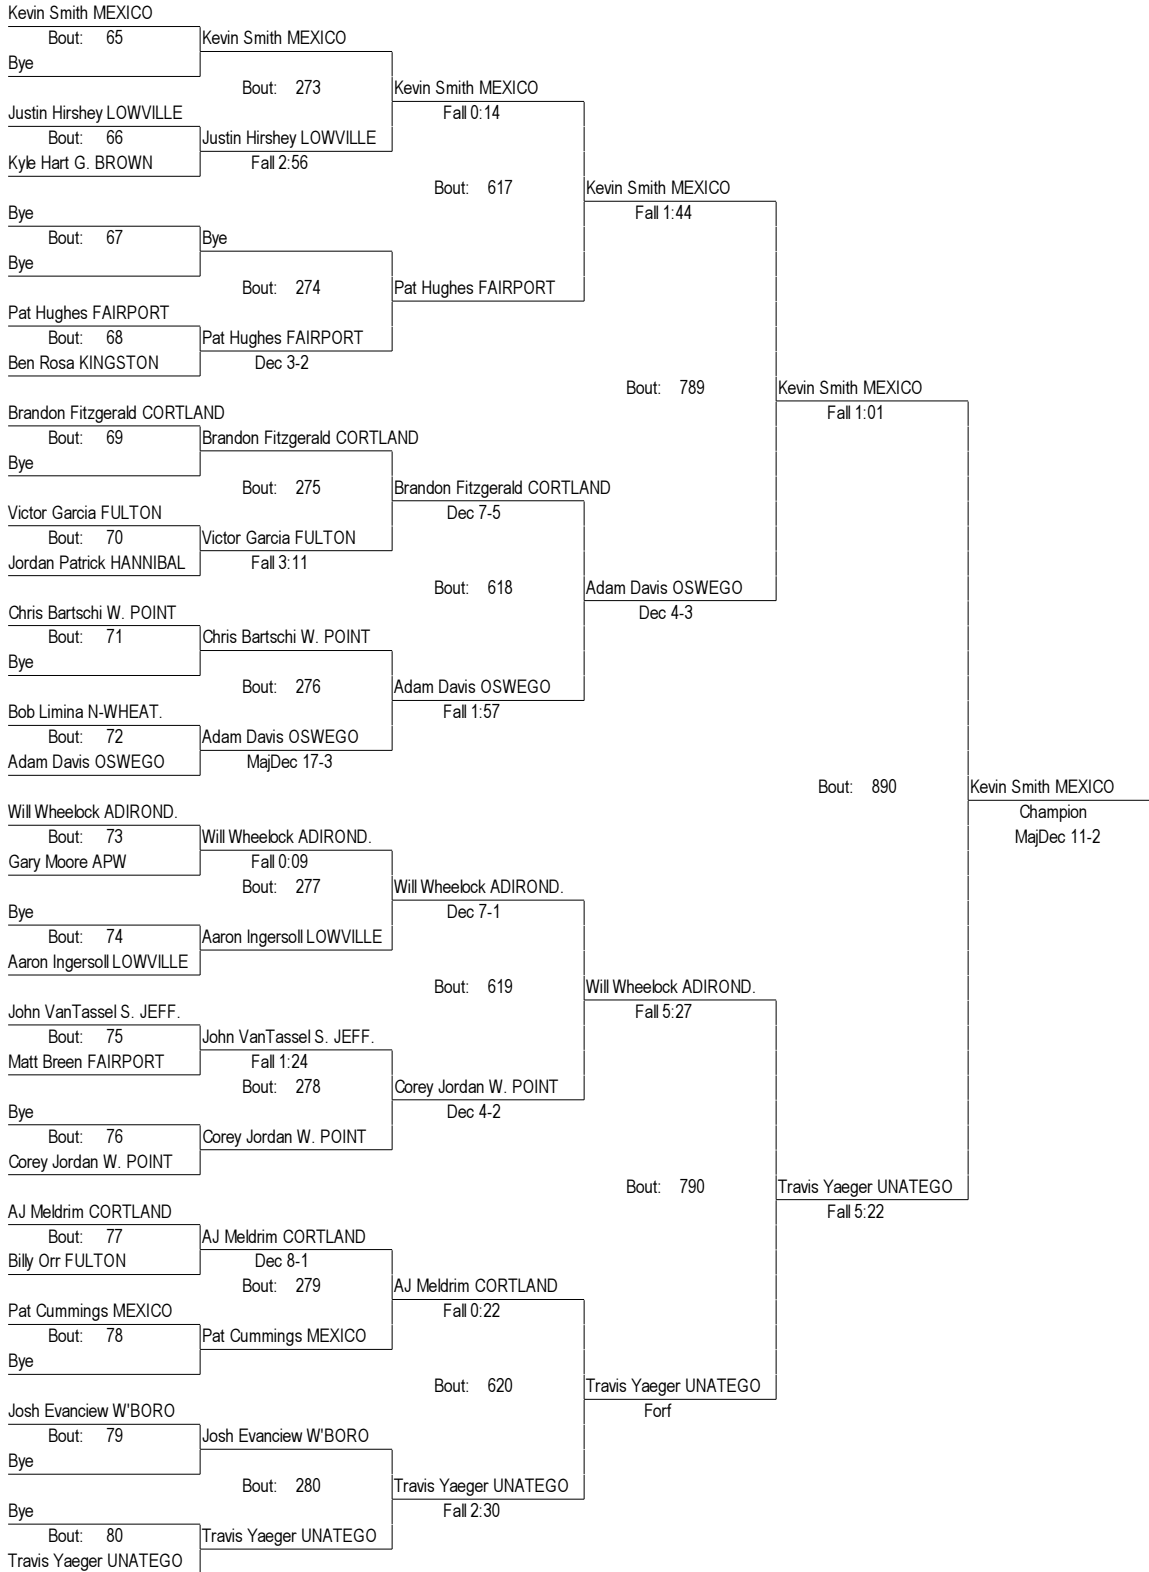 Kevin Smith MEXICO
Bout: 65
Kevin Smith MEXICO
Bye
Bout: 273
Kevin Smith MEXICO
Justin Hirshey LOWVILLE
Fall 0:14
Bout: 66
Justin Hirshey LOWVILLE
Kyle Hart G. BROWN
Fall 2:56
Bout: 617
Kevin Smith MEXICO
Bye
Fall 1:44
Bout: 67
Bye
Bye
Bout: 274
Pat Hughes FAIRPORT
Pat Hughes FAIRPORT
Bout: 68
Pat Hughes FAIRPORT
Ben Rosa KINGSTON
Dec 3-2
Bout: 789
Kevin Smith MEXICO
Brandon Fitzgerald CORTLAND
Fall 1:01
Bout: 69
Brandon Fitzgerald CORTLAND
Bye
Bout: 275
Brandon Fitzgerald CORTLAND
Victor Garcia FULTON
Dec 7-5
Bout: 70
Victor Garcia FULTON
Jordan Patrick HANNIBAL
Fall 3:11
Bout: 618
Adam Davis OSWEGO
Chris Bartschi W. POINT
Dec 4-3
Bout: 71
Chris Bartschi W. POINT
Bye
Bout: 276
Adam Davis OSWEGO
Bob Limina N-WHEAT.
Fall 1:57
Bout: 72
Adam Davis OSWEGO
Adam Davis OSWEGO
MajDec 17-3
Bout: 890
Kevin Smith MEXICO
Will Wheelock ADIROND.
Champion
Bout: 73
Will Wheelock ADIROND.
MajDec 11-2
Gary Moore APW
Fall 0:09
Bout: 277
Will Wheelock ADIROND.
Bye
Dec 7-1
Bout: 74
Aaron Ingersoll LOWVILLE
Aaron Ingersoll LOWVILLE
Bout: 619
Will Wheelock ADIROND.
John VanTassel S. JEFF.
Fall 5:27
Bout: 75
John VanTassel S. JEFF.
Matt Breen FAIRPORT
Fall 1:24
Bout: 278
Corey Jordan W. POINT
Bye
Dec 4-2
Bout: 76
Corey Jordan W. POINT
Corey Jordan W. POINT
Bout: 790
Travis Yaeger UNATEGO
AJ Meldrim CORTLAND
Fall 5:22
Bout: 77
AJ Meldrim CORTLAND
Billy Orr FULTON
Dec 8-1
Bout: 279
AJ Meldrim CORTLAND
Pat Cummings MEXICO
Fall 0:22
Bout: 78
Pat Cummings MEXICO
Bye
Bout: 620
Travis Yaeger UNATEGO
Josh Evanciew W'BORO
Forf
Bout: 79
Josh Evanciew W'BORO
Bye
Bout: 280
Travis Yaeger UNATEGO
Bye
Fall 2:30
Bout: 80
Travis Yaeger UNATEGO
Travis Yaeger UNATEGO